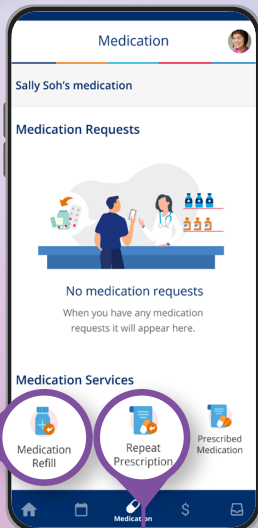 Medication
Sally Soh's medication
Medication Requests
No medication requests
When you have any medication
requests it will appear here.
Medication Services
Medication
Refill
Repeat
Prescription
Prescribed
Medication
$
Medication